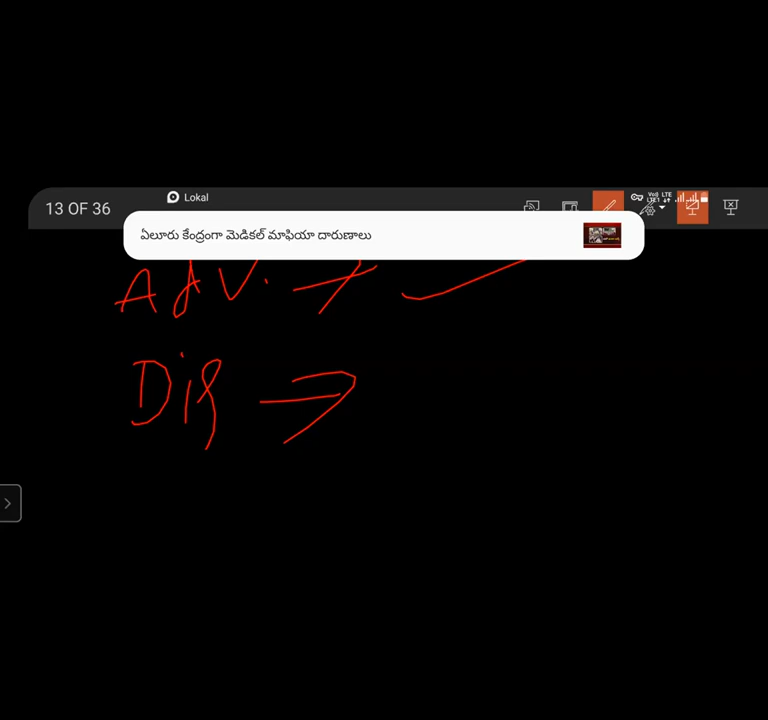 Lokal
13 OF 36
ఏలూరు కేంద్రంగా మెడికల్ మాఫియా దారుణాలు
Adv. →
Dis →